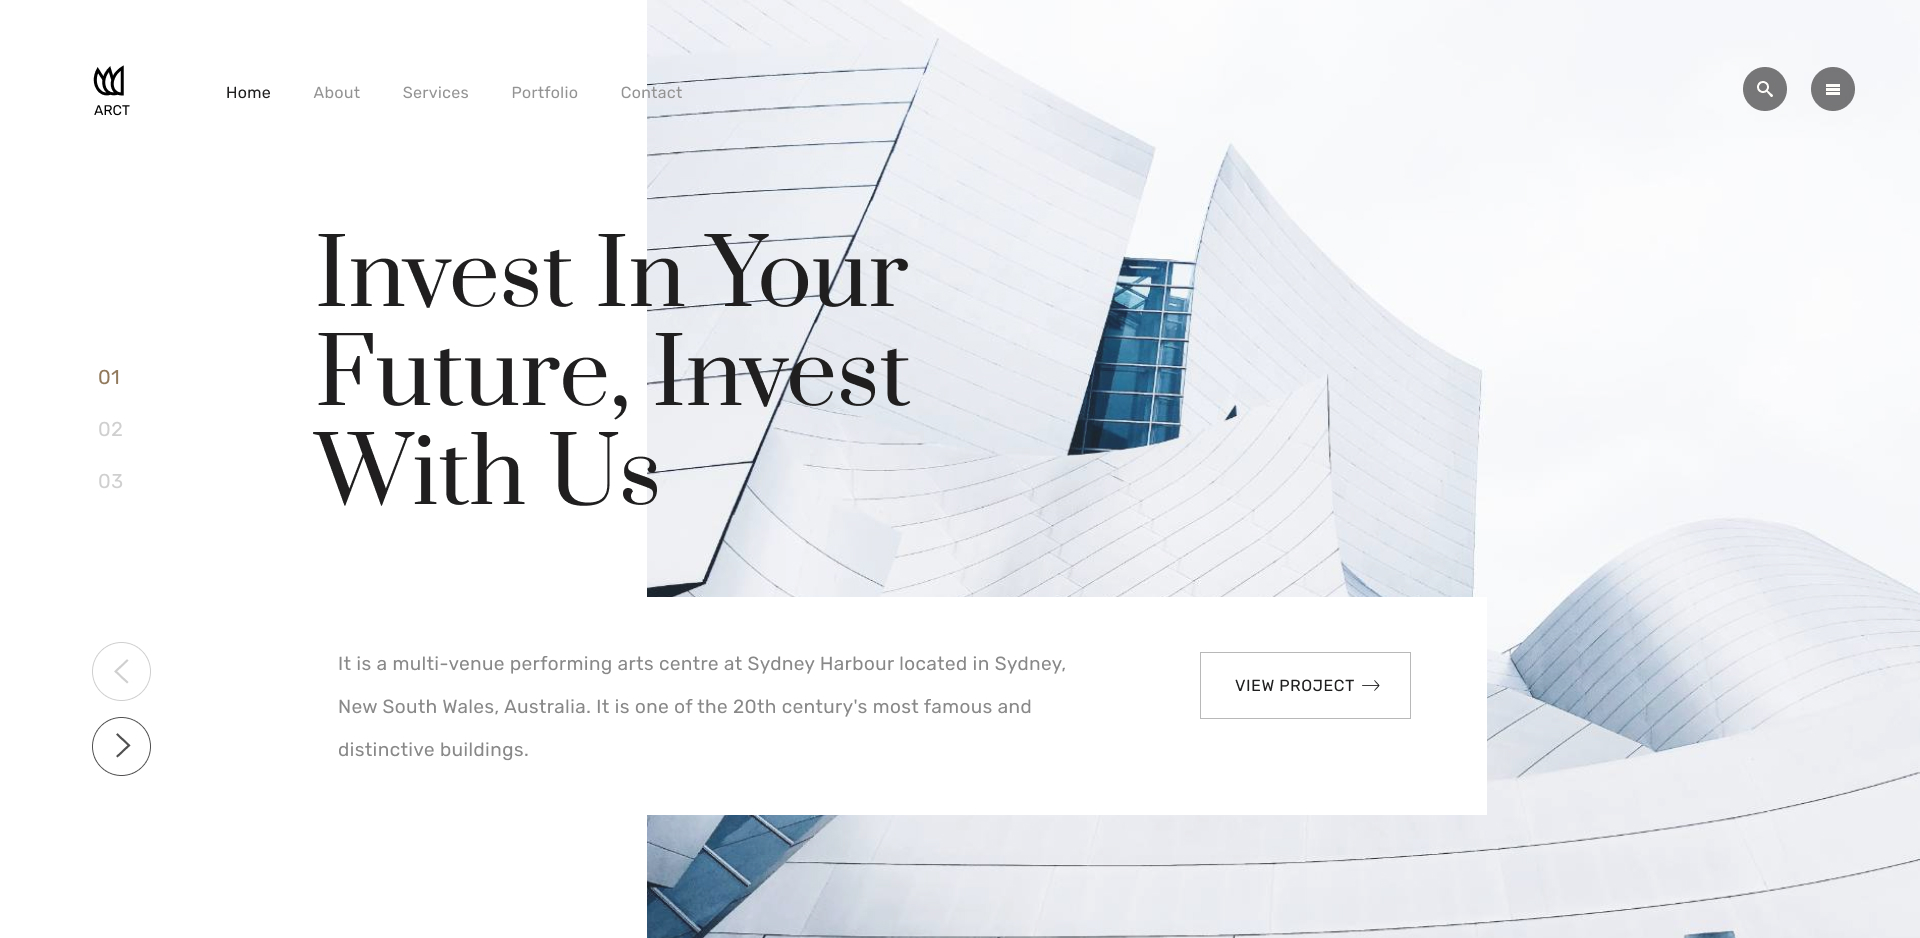 ARCT
Home About Services Portfolio Contact
Invest In Your
Future, Invest
With Us
01
02
03
It is a multi-venue performing arts centre at Sydney Harbour located in Sydney,
New South Wales, Australia. It is one of the 20th century's most famous and
distinctive buildings.
VIEW PROJECT